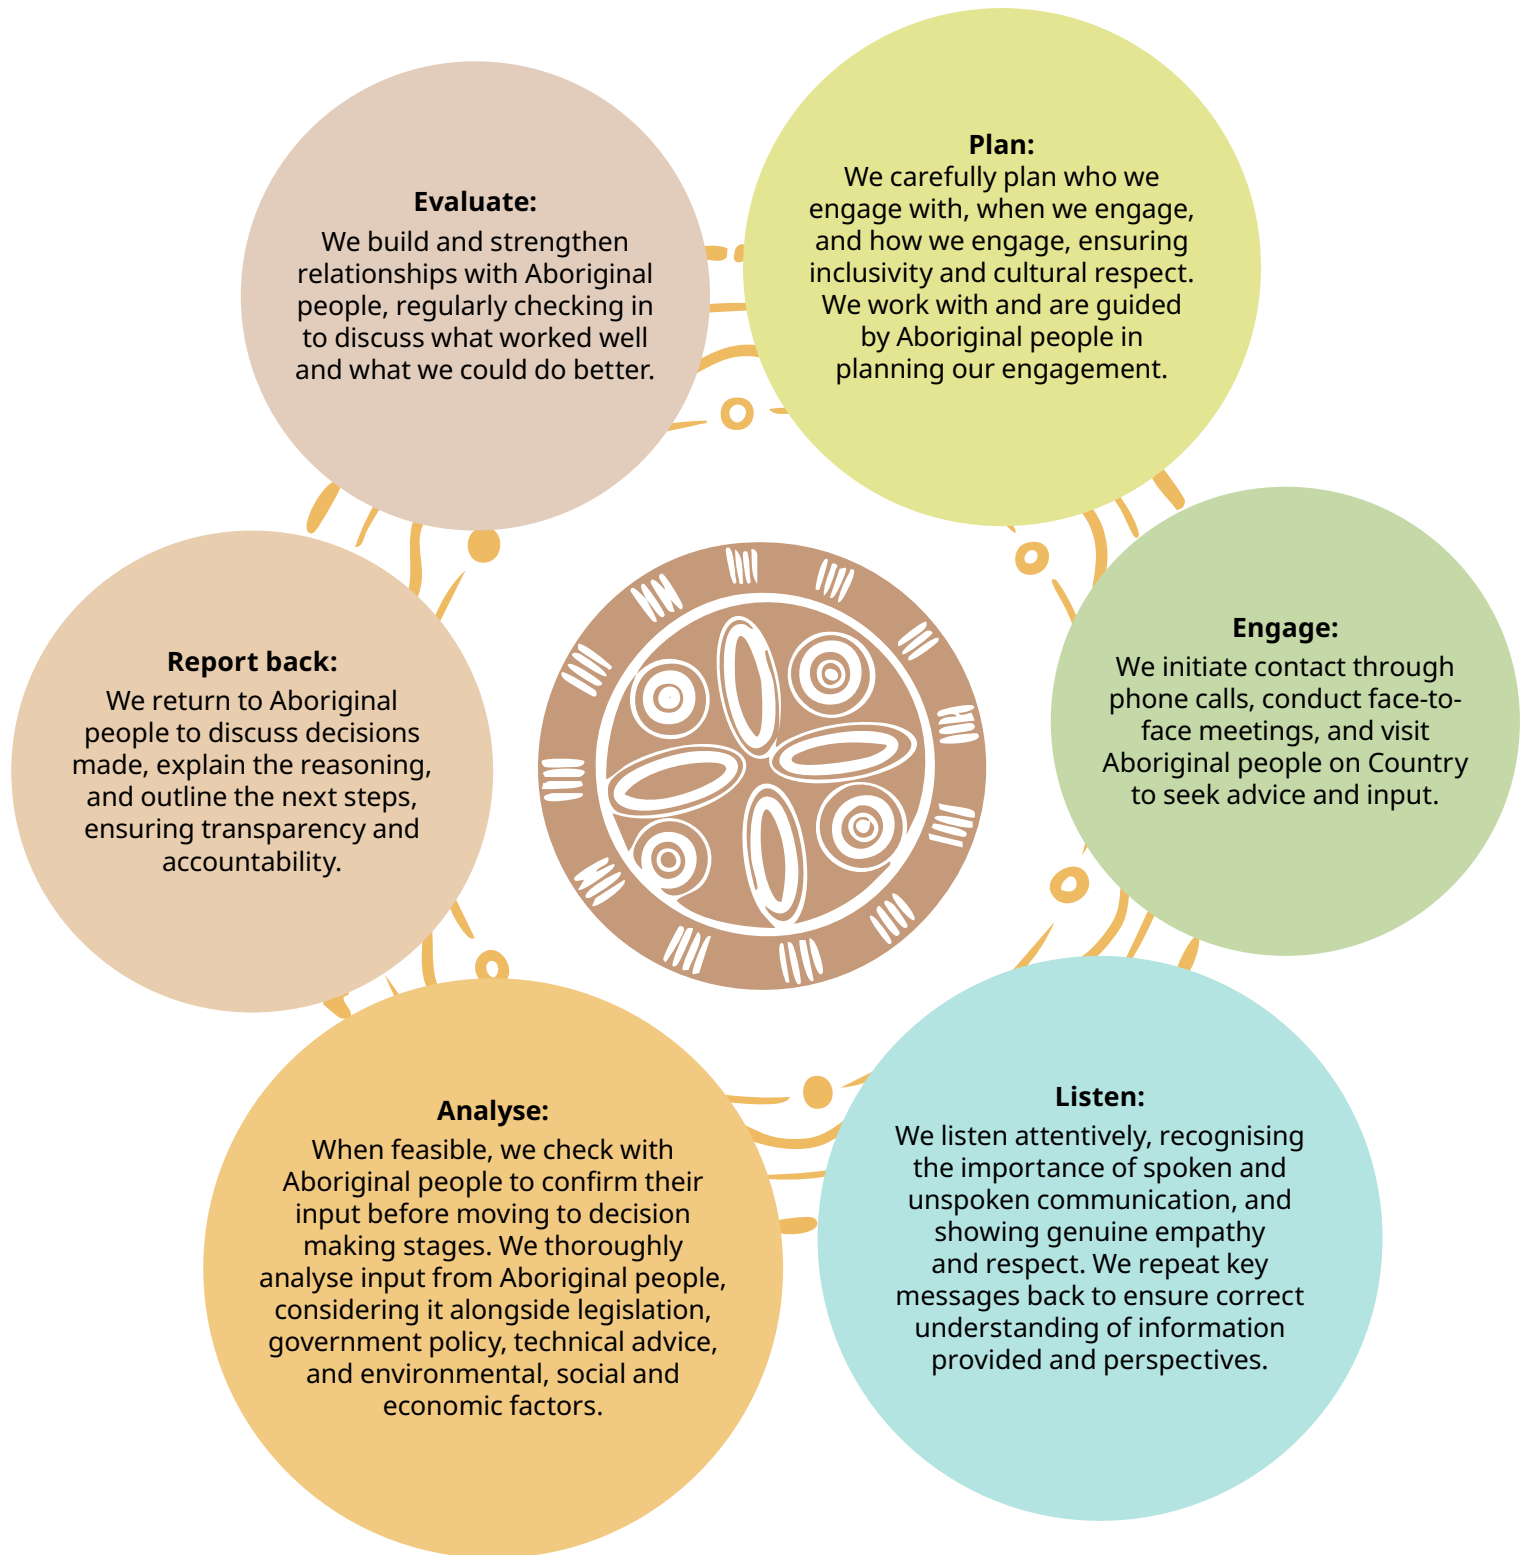 Plan:
We carefully plan who we
engage with, when we engage,
and how we engage, ensuring
inclusivity and cultural respect.
We work with and are guided
by Aboriginal people in
planning our engagement.
Engage:
We initiate contact through
phone calls, conduct face-to-
face meetings, and visit
Aboriginal people on Country
to seek advice and input.
Listen:
We listen attentively, recognising
the importance of spoken and
unspoken communication, and
showing genuine empathy
and respect. We repeat key
messages back to ensure correct
understanding of information
provided and perspectives.
Analyse:
When feasible, we check with
Aboriginal people to confirm their
input before moving to decision
making stages. We thoroughly
analyse input from Aboriginal people,
considering it alongside legislation,
government policy, technical advice,
and environmental, social and
economic factors.
Report back:
We return to Aboriginal
people to discuss decisions
made, explain the reasoning,
and outline the next steps,
ensuring transparency and
accountability.
Evaluate:
We build and strengthen
relationships with Aboriginal
people, regularly checking in
to discuss what worked well
and what we could do better.